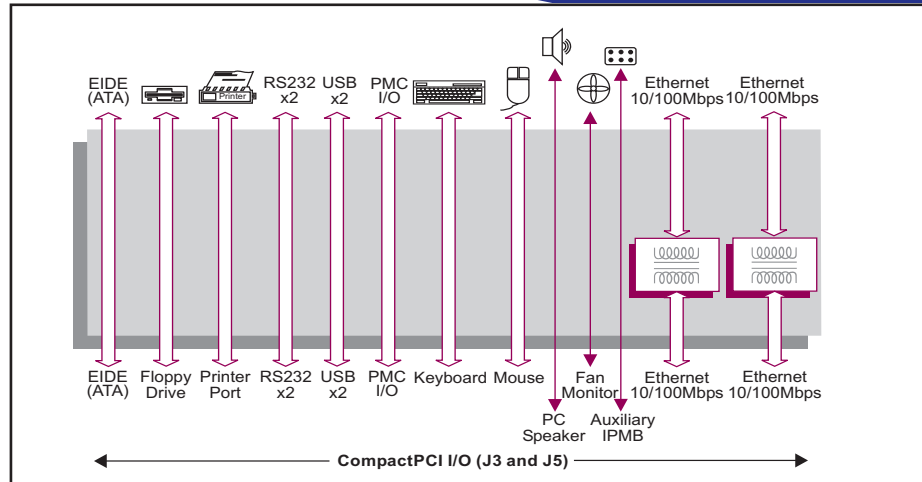 EIDE
(ATA)
Printer
RS232
x2
USB
x2
PMC
I/O
Ethernet
10/100Mbps
Ethernet
10/100Mbps
EIDE
(ATA)
Floppy
Drive
Printer
Port
RS232
x2
USB
x2
PMC
I/O
Keyboard
Mouse
PC
Speaker
Fan
Monitor
Auxiliary
IPMB
Ethernet
10/100Mbps
Ethernet
10/100Mbps
CompactPCI I/O (J3 and J5)